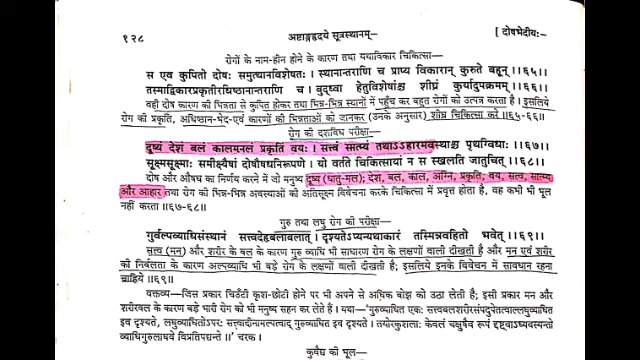 १२८
अष्टाङ्गहृदये सूत्रस्थानम्-
[ दोषभेदीयः-
रोगों के नाम-हीन होने के कारण तथा यथाविकार चिकित्सा-
स एव कुपितो दोषः समुत्थानविशेषतः। स्थानान्तराणि च प्राप्य विकारान् कुरुते बहून् ॥६५॥
तस्माद्विकारप्रकृतीरधिष्ठानान्तराणि च। बुद्ध्वा हेतुविशेषांश्च शीघ्रं कुर्यादुपक्रमम् ॥६६॥
वही दोष कारण की भिन्नता से कुपित होकर तथा भिन्न-भिन्न स्थानों में पहुँच कर बहुत रोगों को उत्पन्न करता है। इसलिये
रोग की प्रकृति, अधिष्ठान-भेद-एवं कारणों की भिन्नताओं को जानकर (उनके अनुसार) शीघ्र चिकित्सा करे ॥६५-६६॥
रोग की दशविध परीक्षा-
दूष्यं देशं बलं कालमनलं प्रकृतिं वयः। सत्त्वं सात्म्यं तथाऽऽहारमवस्थाश्च पृथग्विधाः ॥६७॥
सूक्ष्मसूक्ष्माः समीक्ष्यैषां दोषौषधनिरूपणे। यो वर्तते चिकित्सायां न स स्खलति जातुचित् ॥६८॥
दोष और औषध का निर्णय करने में जो मनुष्य दूष्य (धातु-मल); देश, बल, काल, अग्नि, प्रकृति, वय, सत्व, सात्म्य
और आहार तथा रोग की भिन्न-भिन्न अवस्थाओं को अतिसूक्ष्म विवेचना करके चिकित्सा में प्रवृत्त होता है, वह कभी भी भूल
नहीं करता ॥६७-६८॥
गुरु तथा लघु रोग की परीक्षा-
गुर्वल्पव्याधिसंस्थानं सत्त्वदेहबलाबलात्। दृश्यतेऽप्यन्यथाकारं तस्मिन्नवहितो भवेत् ॥६९॥
सत्त्व (मन) और शरीर के बल के कारण गुरु व्याधि भी साधारण रोग के लक्षणों वाली दीखती है और मन एवं शरीर
की निर्बलता के कारण अल्पव्याधि भी बड़े रोग के लक्षणों वाली दीखती है; इसलिये इनके विवेचन में सावधान रहना
चाहिये ॥६९॥
वक्तव्य-जिस प्रकार चिउँटी कृश-छोटी होने पर भी अपने से अधिक बोझ को उठा लेती है; इसी प्रकार मन और
शरीरबल के कारण बड़े भारी रोग को भी मनुष्य सहन कर लेते हैं। यथा-'गुरुव्याधित एकः सत्त्वबलशरीरसंपदुपेतत्वाल्लघुव्याधित
इव दृश्यते, लघुव्याधितोऽपरः सत्त्वादीनामल्पत्वाद् गुरुव्याधित इव दृश्यते। तयोरकुशलाः केवलं चक्षुषैव रूपं दृष्ट्वाऽध्यवस्यन्तो
व्याधिगुरुलाघवे विप्रतिपद्यन्ते ॥' चरक।
कुवैद्य की भूल-